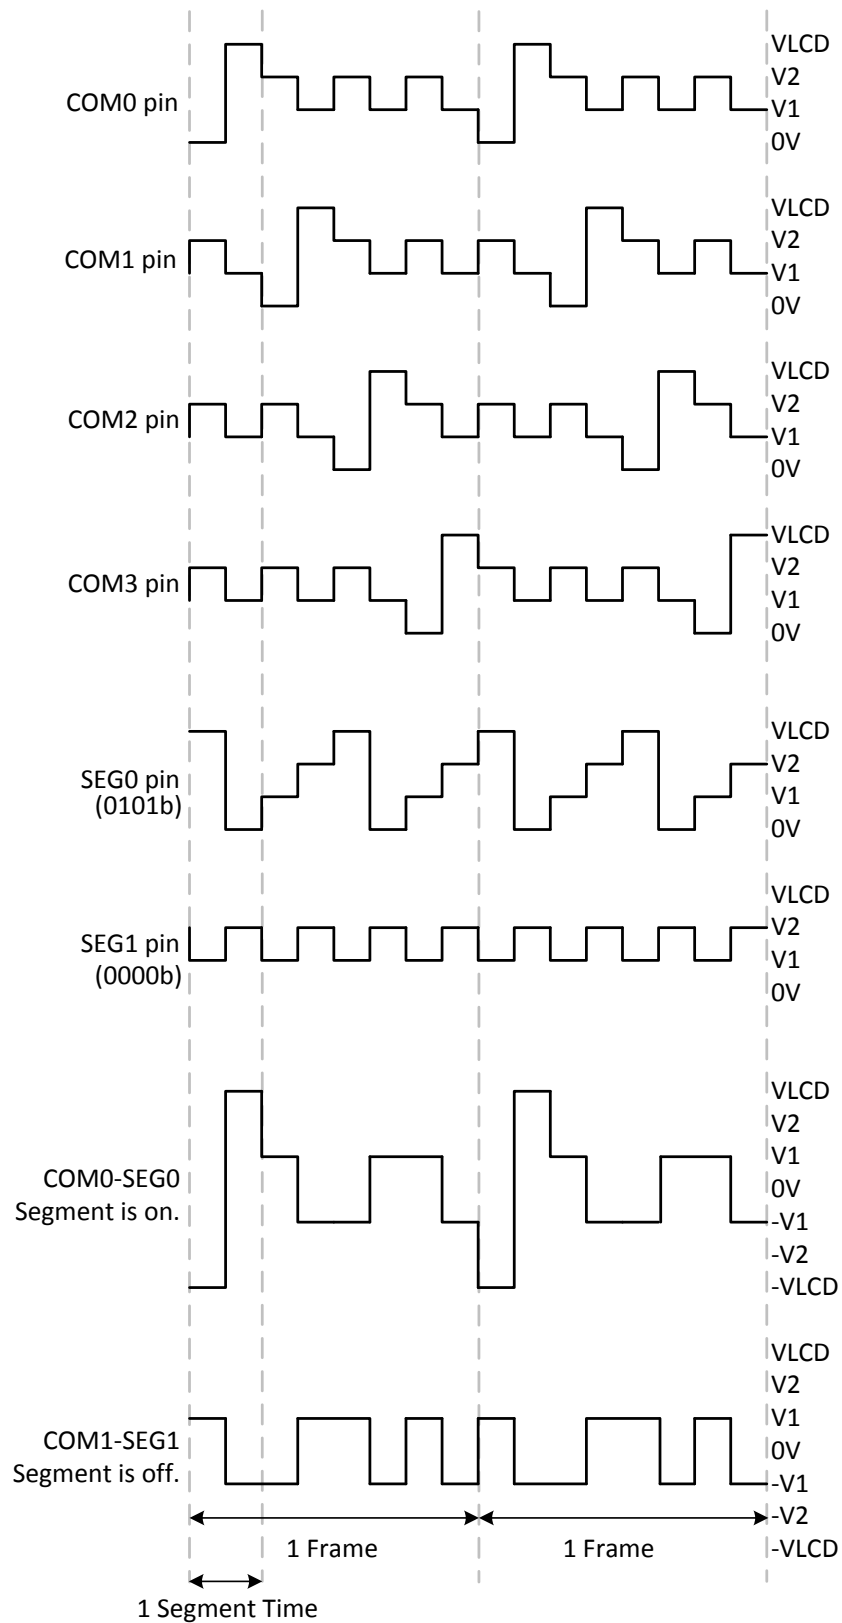 VLCD
V2
COM0 pin
V1
0V
VLCD
V2
COM1 pin
V1
0V
VLCD
V2
COM2 pin
V1
0V
VLCD
V2
COM3 pin
V1
0V
VLCD
V2
SEG0 pin
(0101b)
V1
0V
VLCD
V2
SEG1 pin
(0000b)
V1
0V
VLCD
V2
V1
COM0-SEG0
Segment is on.
0V
-V1
-V2
-VLCD
VLCD
V2
V1
COM1-SEG1
Segment is off.
0V
-V1
-V2
-VLCD
1 Frame
1 Frame
1 Segment Time